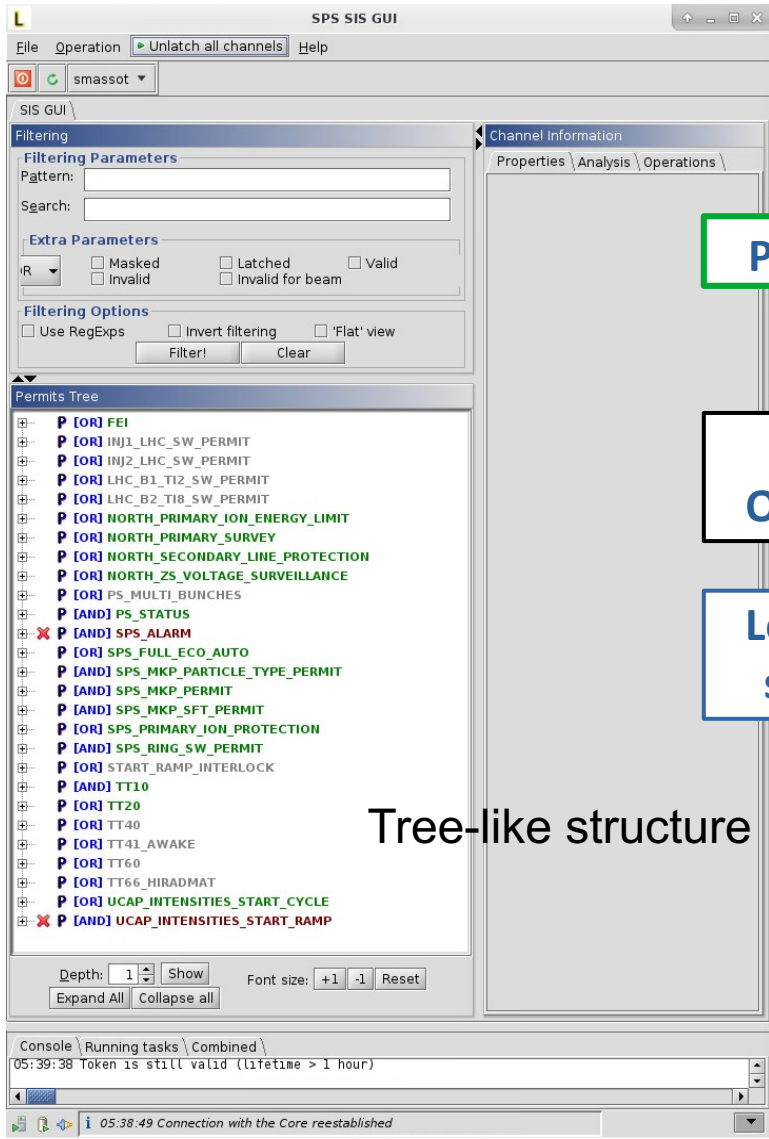 L SPS SIS GUI
File Operation Unlatch all channels Help
smassot
SIS GUI
Filtering
Filtering Parameters
Pattern:
Search:
Extra Parameters
Masked Latched Valid
Invalid Invalid for beam
Filtering Options
Use RegExps Invert filtering 'Flat' view
Filter! Clear
Channel Information
Properties Analysis Operations
P
O
Permits Tree
P [OR] FEI
P [OR] INJ1_LHC_SW_PERMIT
P [OR] INJ2_LHC_SW_PERMIT
P [OR] LHC_B1_TI2_SW_PERMIT
P [OR] LHC_B2_TI8_SW_PERMIT
P [OR] NORTH_PRIMARY_ION_ENERGY_LIMIT
P [OR] NORTH_PRIMARY_SURVEY
P [OR] NORTH_SECONDARY_LINE_PROTECTION
P [OR] NORTH_ZS_VOLTAGE_SURVEILLANCE
P [OR] PS_MULTI_BUNCHES
P [AND] PS_STATUS
P [AND] SPS_ALARM
P [OR] SPS_FULL_ECO_AUTO
P [AND] SPS_MKP_PARTICLE_TYPE_PERMIT
P [AND] SPS_MKP_PERMIT
P [AND] SPS_MKP_SFT_PERMIT
P [OR] SPS_PRIMARY_ION_PROTECTION
P [AND] SPS_RING_SW_PERMIT
P [OR] START_RAMP_INTERLOCK
P [AND] TT10
P [OR] TT20
P [OR] TT40
P [OR] TT41_AWAKE
P [OR] TT60
P [OR] TT66_HIRADMAT
P [OR] UCAP_INTENSITIES_START_CYCLE
P [AND] UCAP_INTENSITIES_START_RAMP
Tree-like structure
Depth: 1 Show Font size: +1 -1 Reset
Expand All Collapse all
Console Running tasks Combined
05:39:38 Token is still valid (lifetime > 1 hour)
i 05:38:49 Connection with the Core reestablished